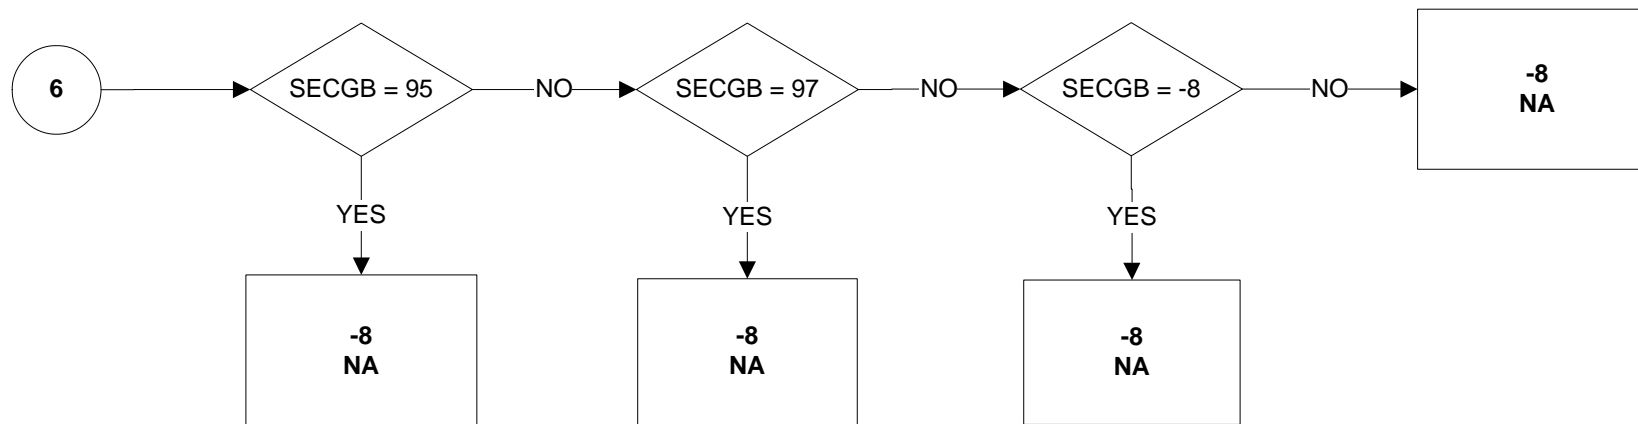 6
SECGB = 95
NO
SECGB = 97
NO
SECGB = -8
NO
-8
NA
YES
YES
YES
-8
NA
-8
NA
-8
NA